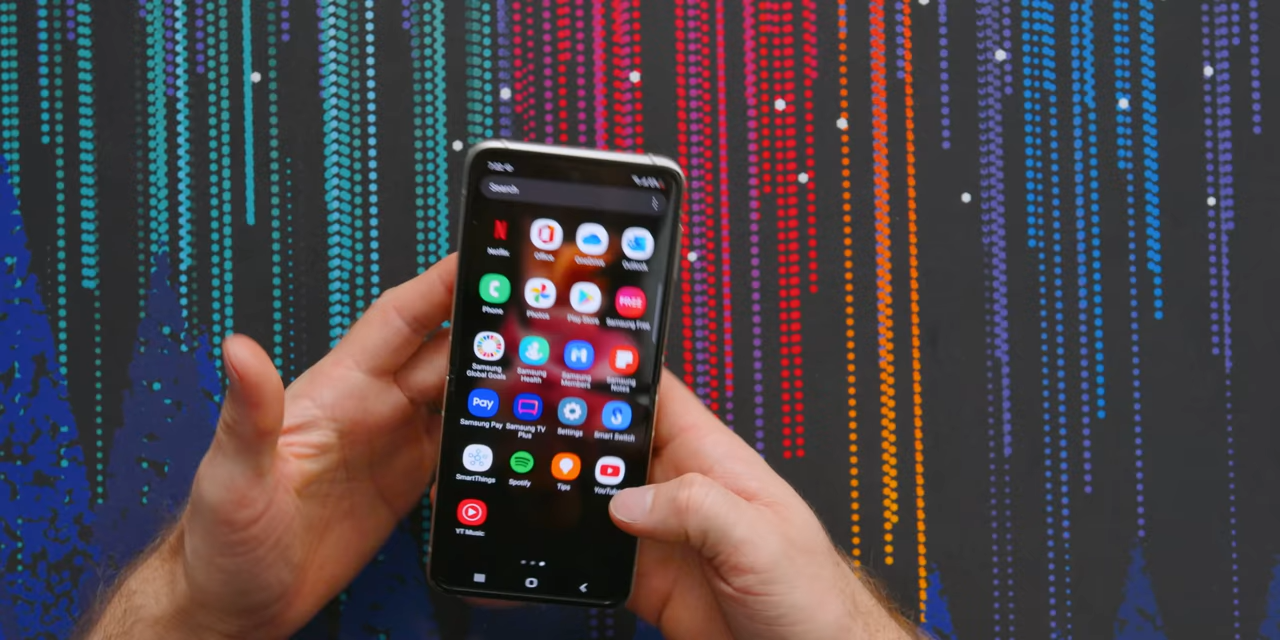 Search
Netflix
Office
OneDrive
Outlook
Phone
Photos
Play Store
FREE
Samsung Free
Samsung
Global Goals
Samsung
Health
Samsung
Members
Samsung
Notes
Pay
Samsung Pay
Samsung TV
Plus
Settings
Smart Switch
SmartThings
Spotify
Tips
YouTube
YT Music